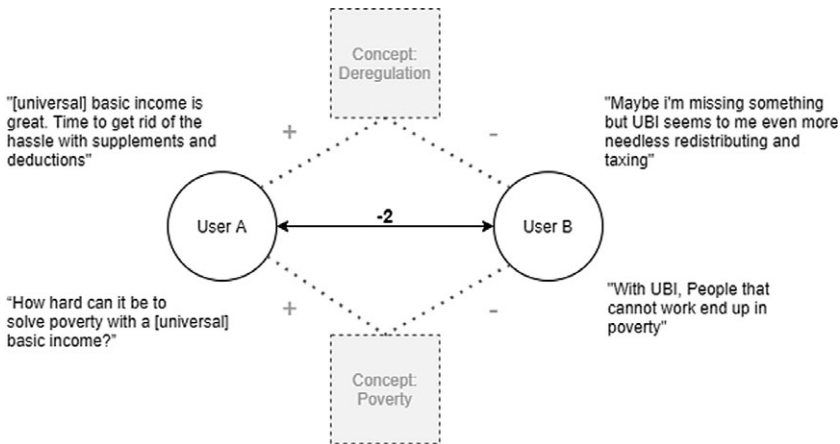 Concept:
Deregulation
"[universal] basic income is
great. Time to get rid of the
hassle with supplements and
deductions"
"Maybe i'm missing something
but UBI seems to me even more
needless redistributing and
taxing"
+
-
User A
-2
User B
"How hard can it be to
solve poverty with a [universal]
basic income?"
+
-
"With UBI, People that
cannot work end up in
poverty"
Concept:
Poverty